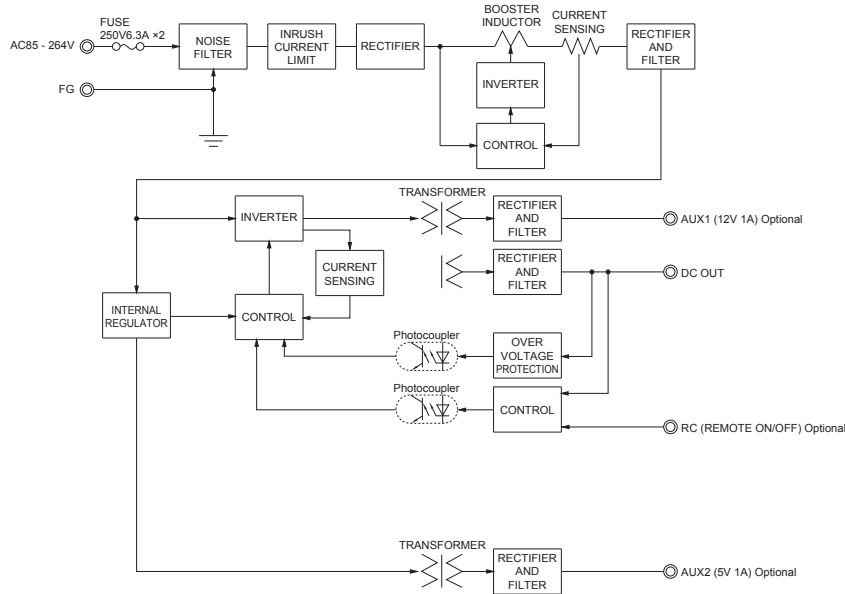 FUSE
250V6.3A ×2
AC85 - 264V
FG
NOISE
FILTER
INRUSH
CURRENT
LIMIT
RECTIFIER
BOOSTER
INDUCTOR
CURRENT
SENSING
RECTIFIER
AND
FILTER
INVERTER
CONTROL
TRANSFORMER
INVERTER
RECTIFIER
AND
FILTER
AUX1 (12V 1A) Optional
CURRENT
SENSING
RECTIFIER
AND
FILTER
DC OUT
INTERNAL
REGULATOR
CONTROL
Photocoupler
OVER
VOLTAGE
PROTECTION
Photocoupler
CONTROL
RC (REMOTE ON/OFF) Optional
TRANSFORMER
RECTIFIER
AND
FILTER
AUX2 (5V 1A) Optional